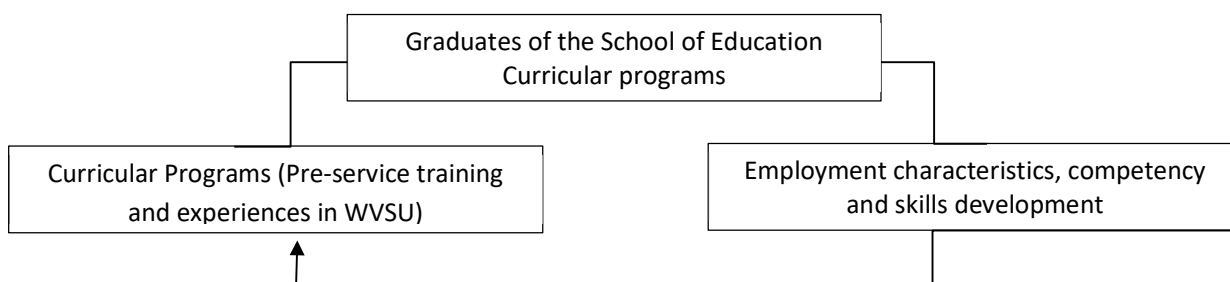 Graduates of the School of Education
Curricular programs
Curricular Programs (Pre-service training
and experiences in WVSU)
Employment characteristics, competency
and skills development